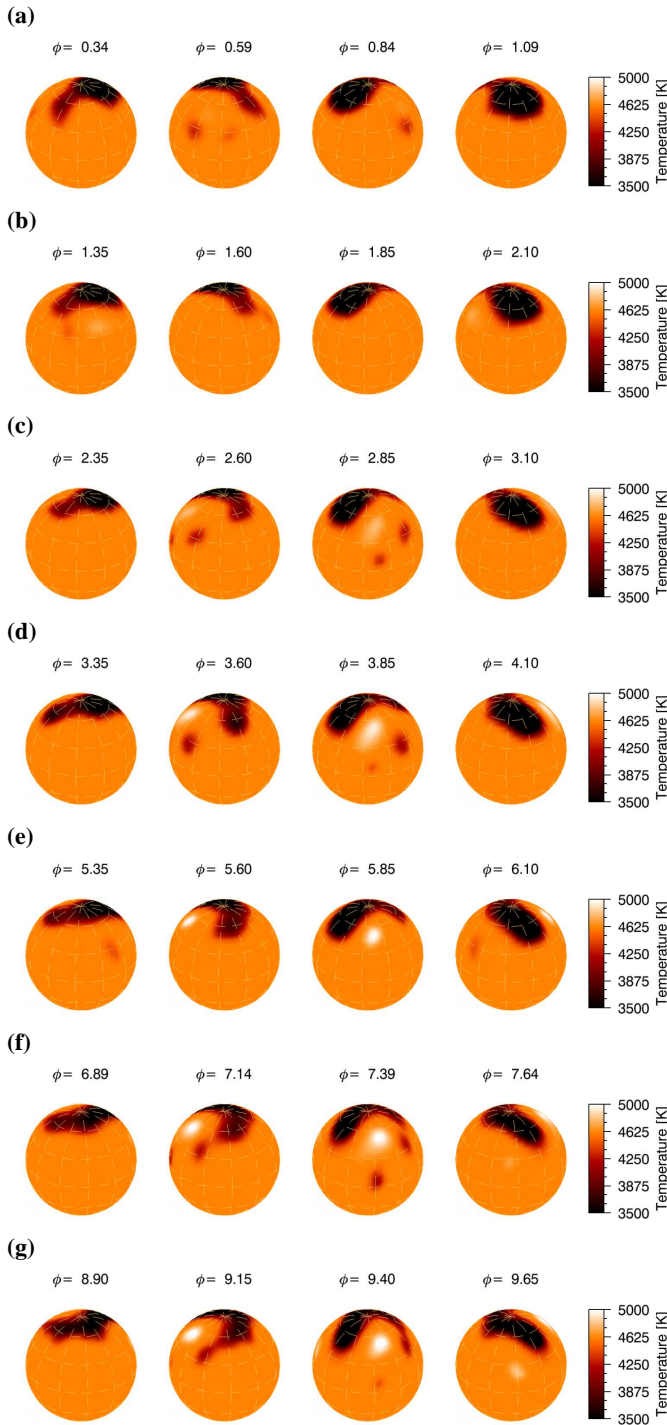 (a)
ϕ= 0.34 ϕ= 0.59 ϕ= 0.84 ϕ= 1.09
5000
4625
4250
3875
3500
Temperature [K]
(b)
ϕ= 1.35 ϕ= 1.60 ϕ= 1.85 ϕ= 2.10
5000
4625
4250
3875
3500
Temperature [K]
(c)
ϕ= 2.35 ϕ= 2.60 ϕ= 2.85 ϕ= 3.10
5000
4625
4250
3875
3500
Temperature [K]
(d)
ϕ= 3.35 ϕ= 3.60 ϕ= 3.85 ϕ= 4.10
5000
4625
4250
3875
3500
Temperature [K]
(e)
ϕ= 5.35 ϕ= 5.60 ϕ= 5.85 ϕ= 6.10
5000
4625
4250
3875
3500
Temperature [K]
(f)
ϕ= 6.89 ϕ= 7.14 ϕ= 7.39 ϕ= 7.64
5000
4625
4250
3875
3500
Temperature [K]
(g)
ϕ= 8.90 ϕ= 9.15 ϕ= 9.40 ϕ= 9.65
5000
4625
4250
3875
3500
Temperature [K]